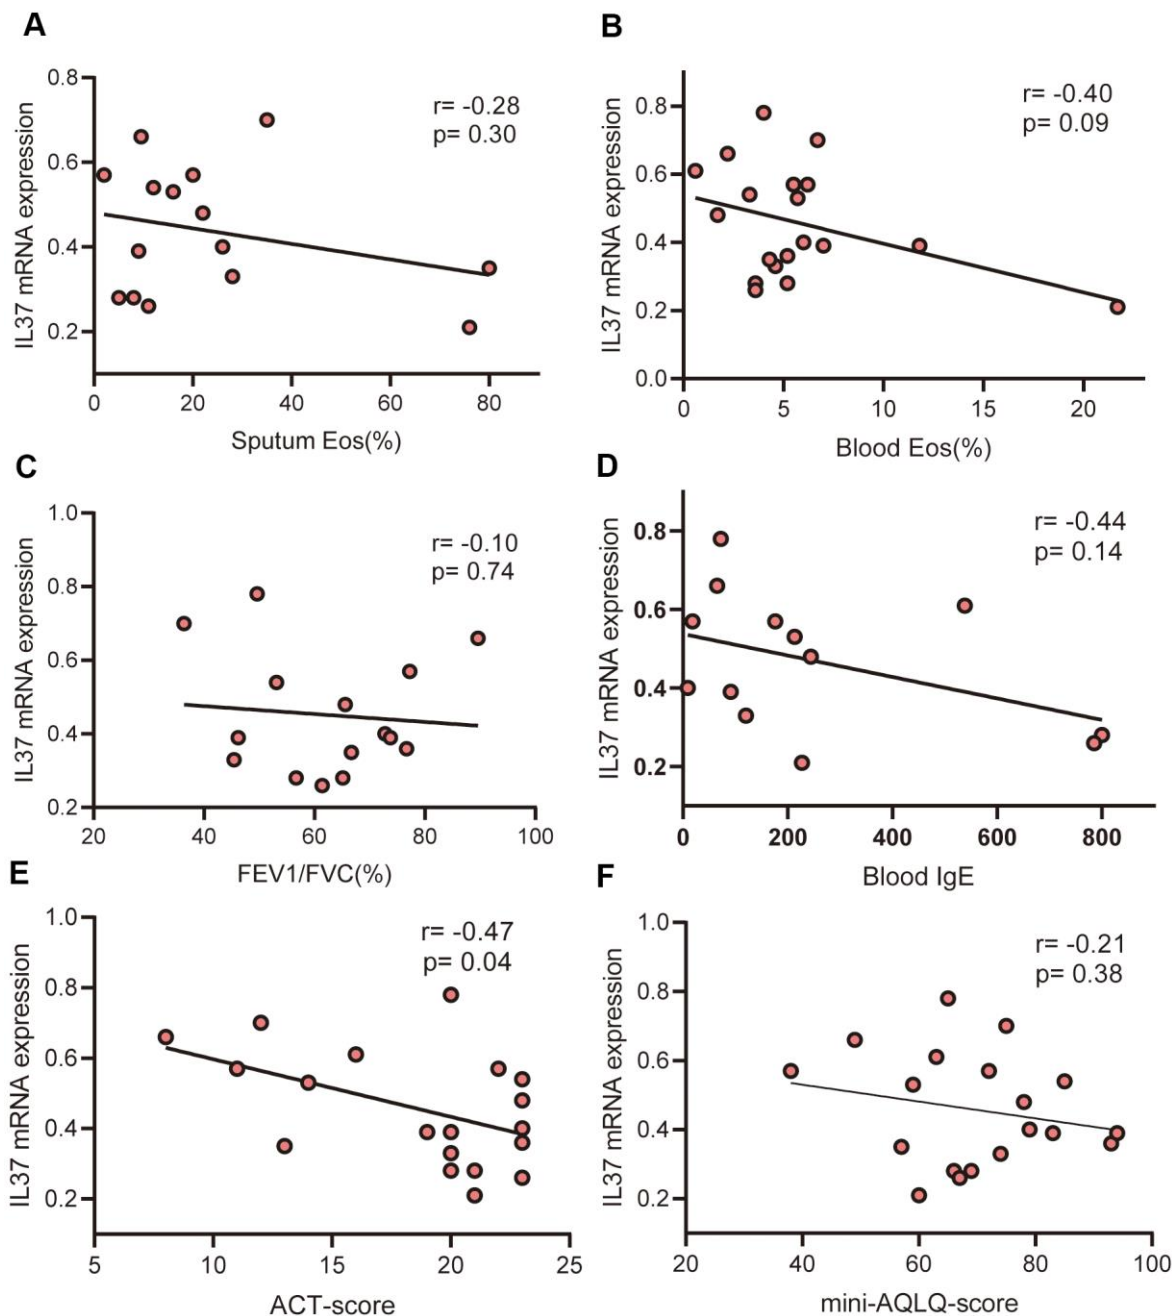 A
r= -0.28
p= 0.30
IL37 mRNA expression
0.8
0.6
0.4
0.2
0 20 40 60 80
Sputum Eos(%)
B
r= -0.40
p= 0.09
IL37 mRNA expression
0.8
0.6
0.4
0.2
0.0
0 5 10 15 20
Blood Eos(%)
C
r= -0.10
p= 0.74
IL37 mRNA expression
1.0
0.8
0.6
0.4
0.2
20 40 60 80 100
FEV1/FVC(%)
D
r= -0.44
p= 0.14
IL37 mRNA expression
0.8
0.6
0.4
0.2
0 200 400 600 800
Blood IgE
E
r= -0.47
p= 0.04
IL37 mRNA expression
1.0
0.8
0.6
0.4
0.2
5 10 15 20 25
ACT-score
F
r= -0.21
p= 0.38
IL37 mRNA expression
1.0
0.8
0.6
0.4
0.2
20 40 60 80 100
mini-AQLQ-score